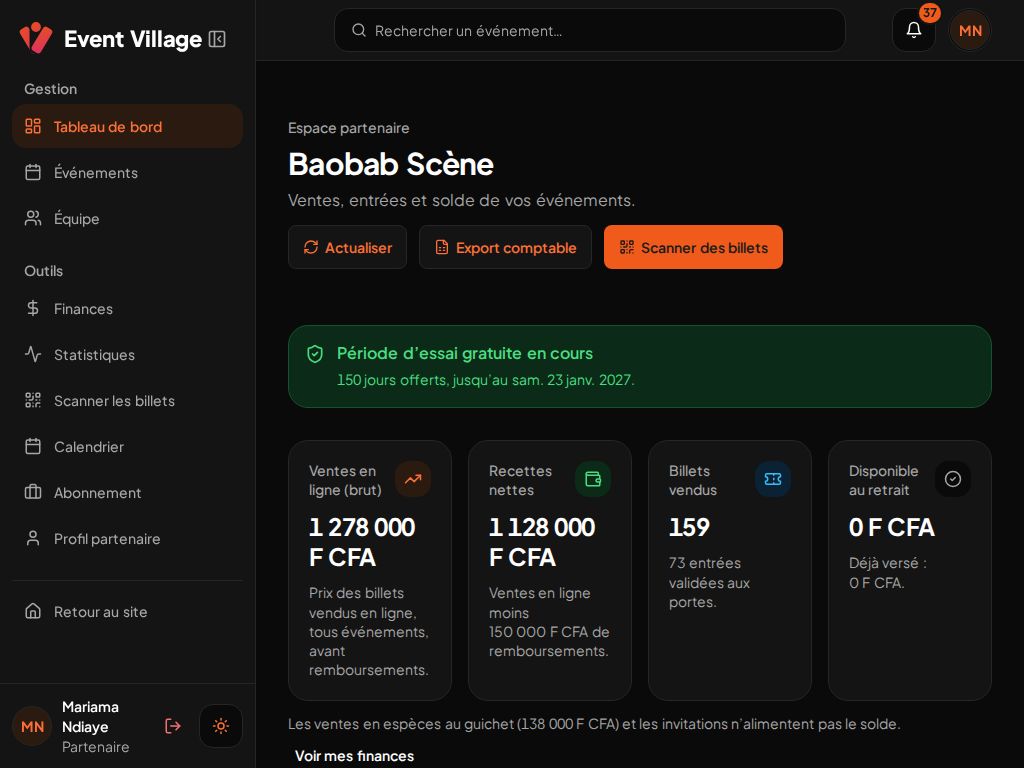 Event Village
Gestion
Tableau de bord
Événements
Équipe
Outils
Finances
Statistiques
Scanner les billets
Calendrier
Abonnement
Profil partenaire
Retour au site
MN
Mariama
Ndiaye
Partenaire
Rechercher un événement...
37
MN
Espace partenaire
Baobab Scène
Ventes, entrées et solde de vos événements.
Actualiser
Export comptable
Scanner des billets
Période d’essai gratuite en cours
150 jours offerts, jusqu’au sam. 23 janv. 2027.
Ventes en
ligne (brut)
1 278 000
F CFA
Prix des billets
vendus en ligne,
tous événements,
avant
remboursements.
Recettes
nettes
1 128 000
F CFA
Ventes en ligne
moins
150 000 F CFA de
remboursements.
Billets
vendus
159
73 entrées
validées aux
portes.
Disponible
au retrait
0 F CFA
Déjà versé :
0 F CFA.
Les ventes en espèces au guichet (138 000 F CFA) et les invitations n’alimentent pas le solde.
Voir mes finances